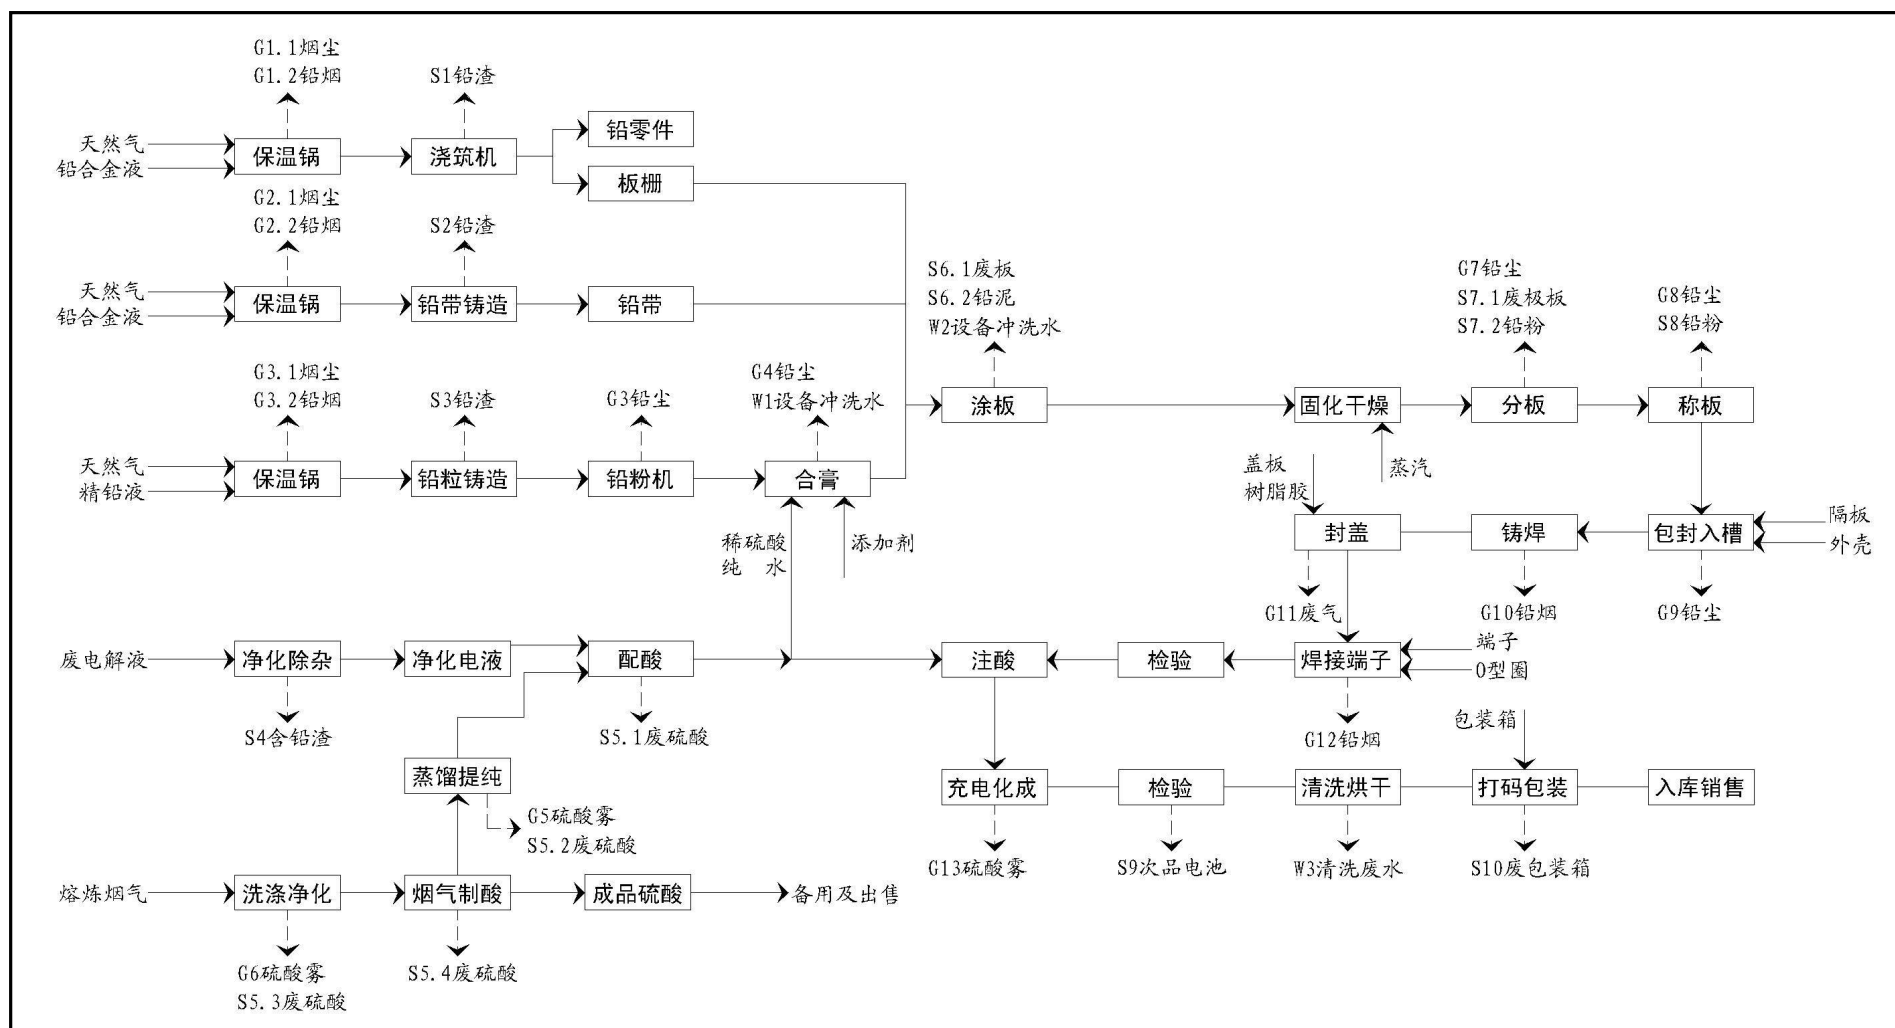 G1.1烟尘
G1.2铅烟
S1铅渣
天然气
铅合金液
保温锅
浇筑机
铅零件
板栅
G2.1烟尘
G2.2铅烟
S2铅渣
天然气
铅合金液
保温锅
铅带铸造
铅带
G3.1烟尘
G3.2铅烟
S3铅渣
G3铅尘
G4铅尘
W1设备冲洗水
天然气
精铅液
保温锅
铅粒铸造
铅粉机
合膏
稀硫酸
纯 水
添加剂
S6.1废板
S6.2铅泥
W2设备冲洗水
涂板
固化干燥
蒸汽
G7铅尘
S7.1废极板
S7.2铅粉
分板
G8铅尘
S8铅粉
称板
盖板
树脂胶
封盖
铸焊
包封入槽
隔板
外壳
G11废气
G10铅烟
G9铅尘
废电解液
净化除杂
净化电液
配酸
注酸
检验
焊接端子
端子
O型圈
S4含铅渣
S5.1废硫酸
G12铅烟
包装箱
蒸馏提纯
G5硫酸雾
S5.2废硫酸
充电化成
检验
清洗烘干
打码包装
入库销售
G13硫酸雾
S9次品电池
W3清洗废水
S10废包装箱
熔炼烟气
洗涤净化
烟气制酸
成品硫酸
备用及出售
G6硫酸雾
S5.3废硫酸
S5.4废硫酸